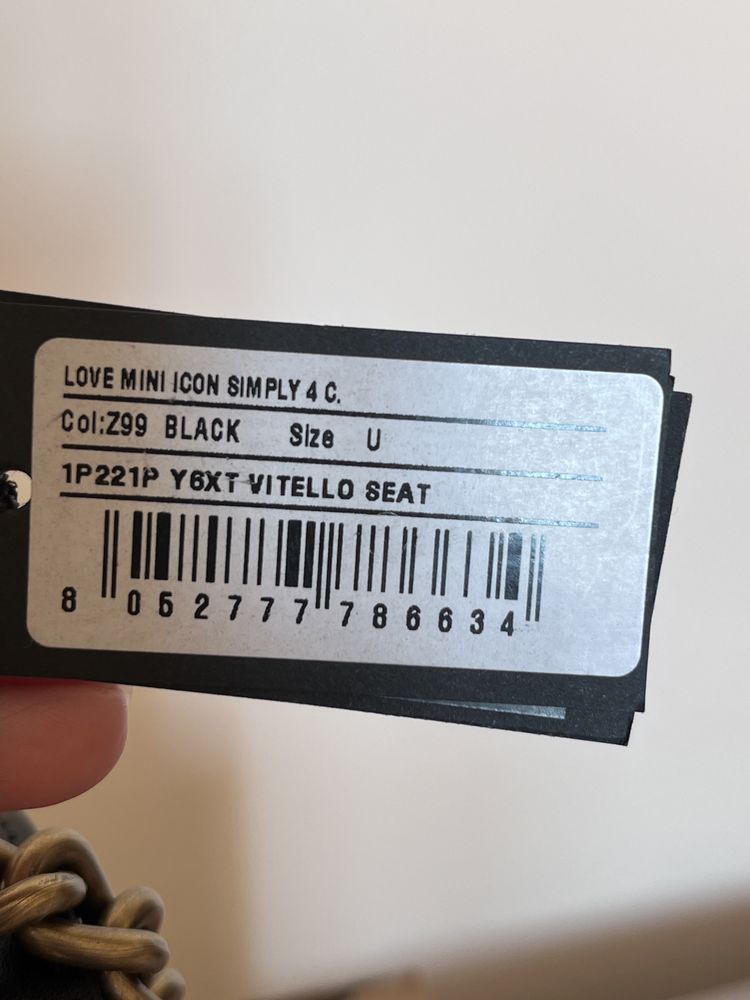 LOVE MINI ICON SIMPLY 4 C.
Col:Z99 BLACK Size U
1P221P Y6XT VITELLO SEAT
8 052777 786634